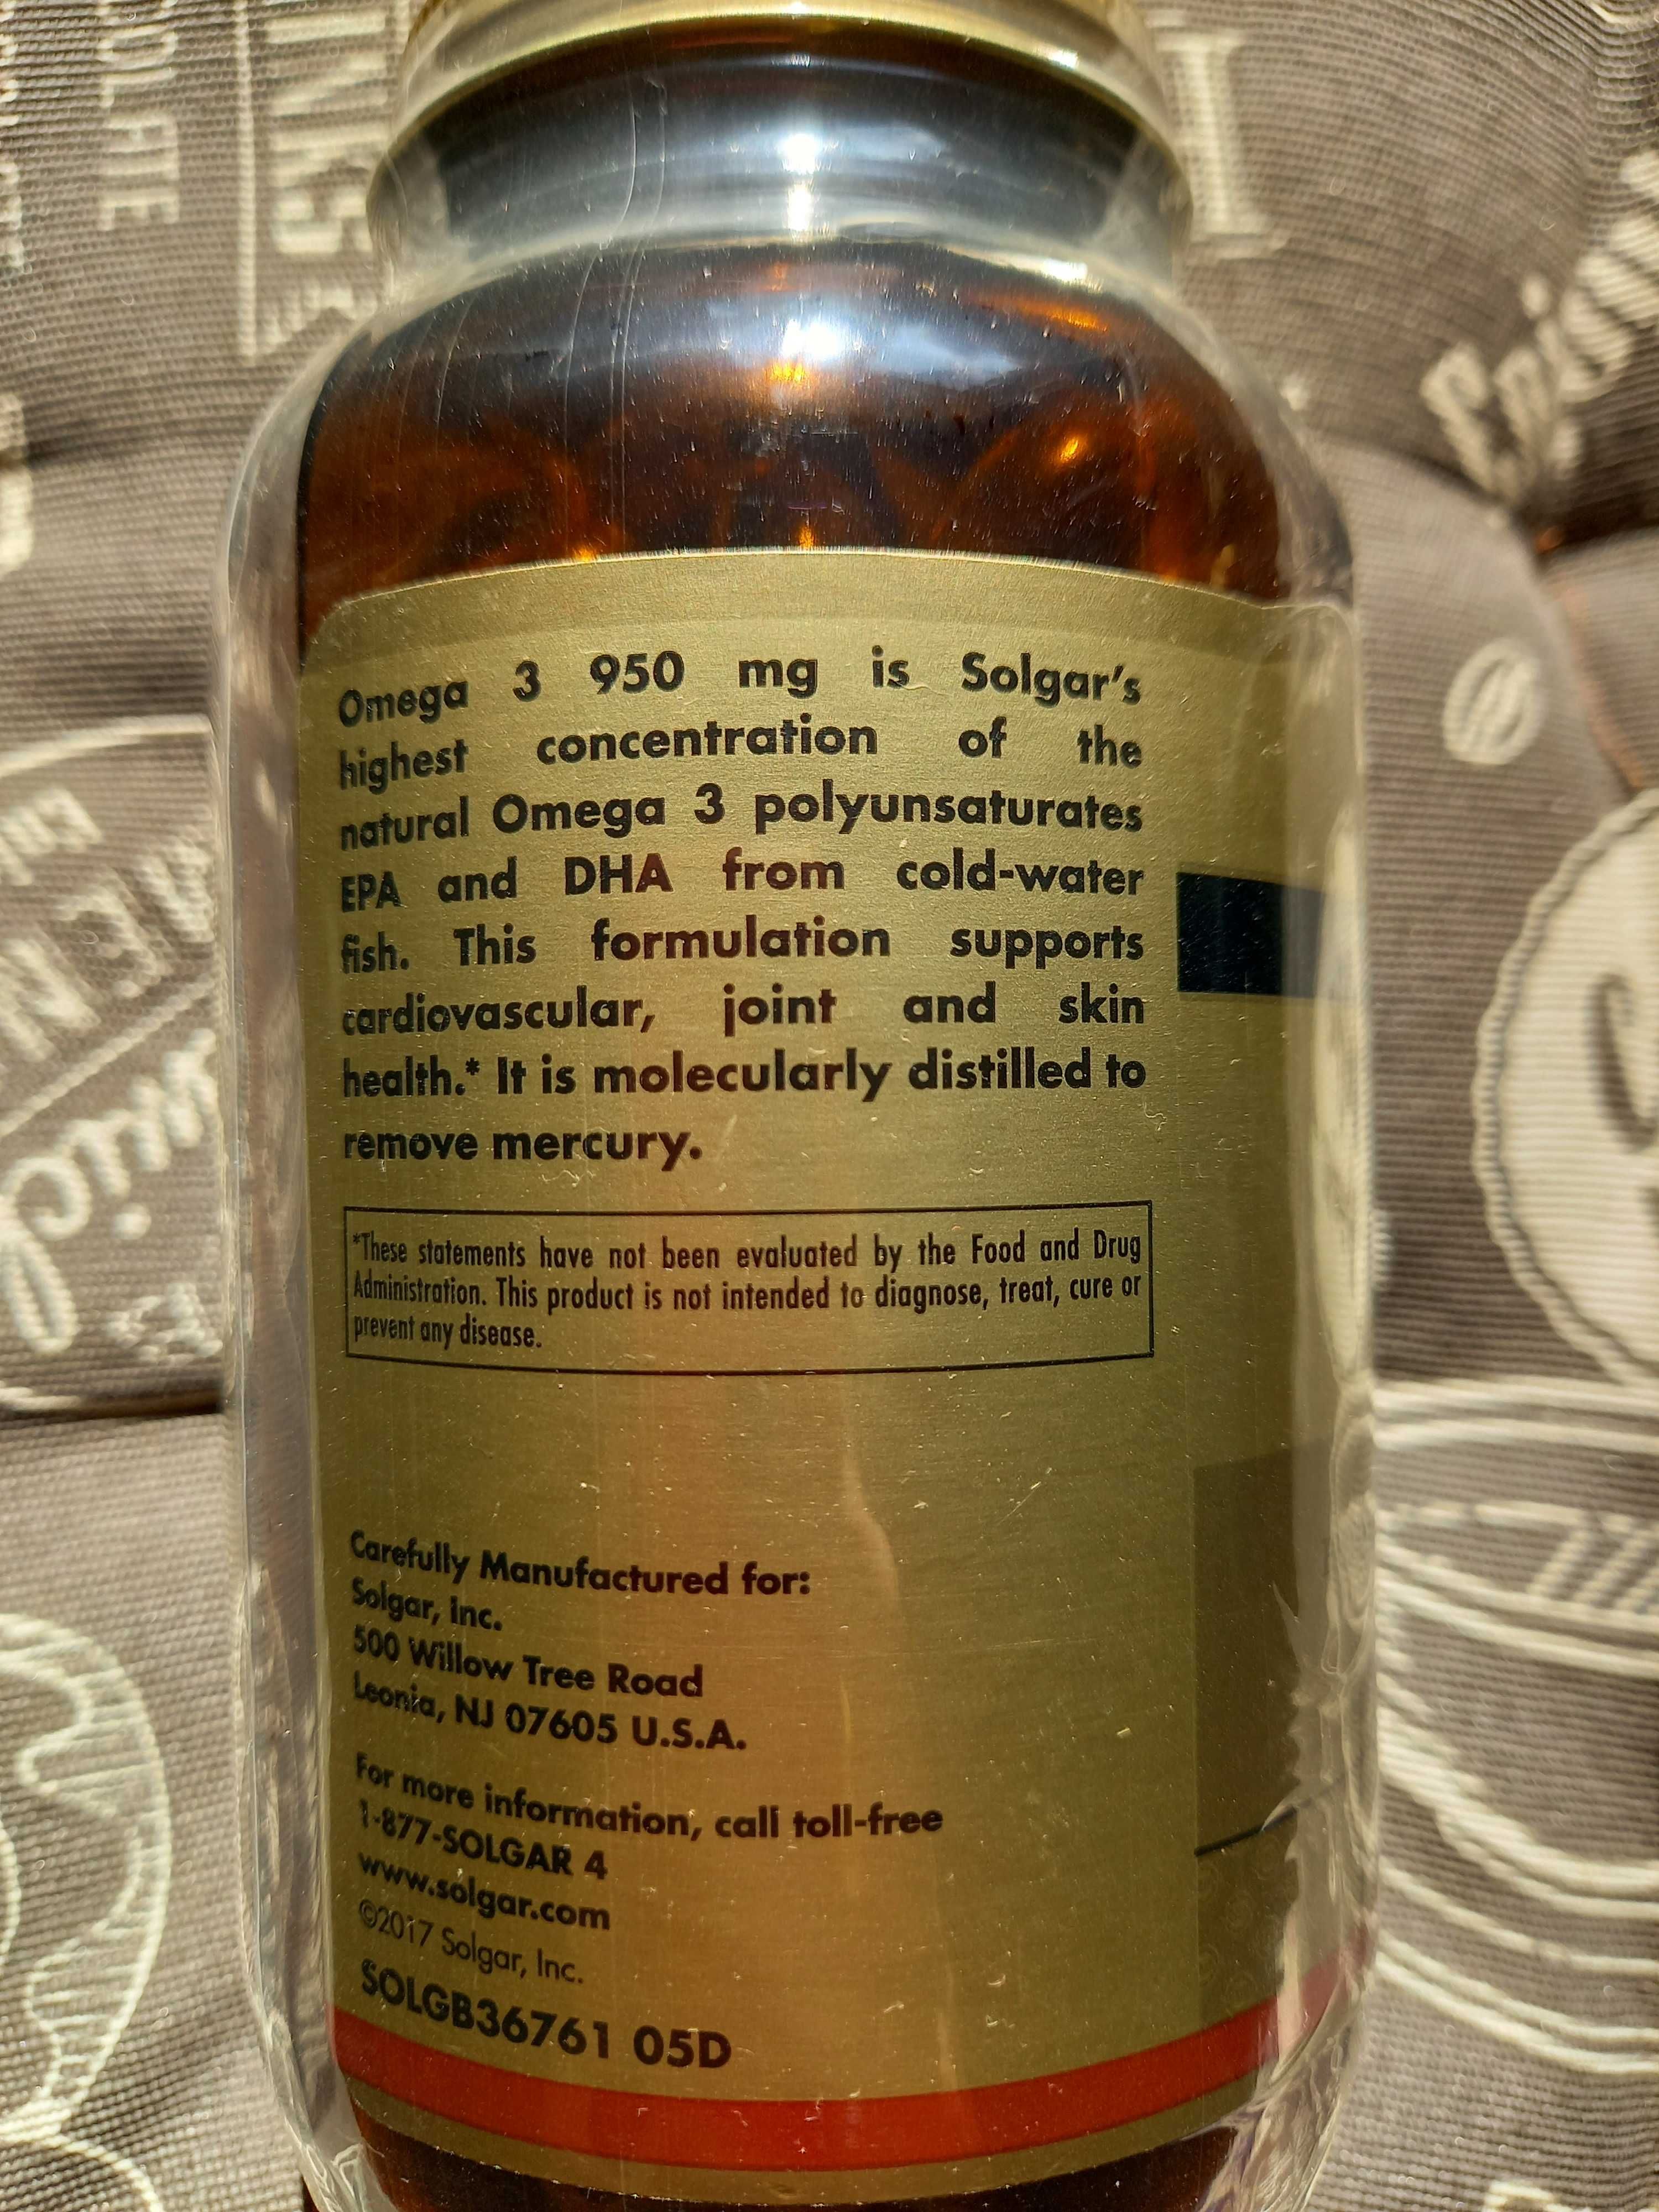 Omega 3 950 mg is Solgar's
highest concentration of the
natural Omega 3 polyunsaturates
EPA and DHA from cold-water
fish. This formulation supports
cardiovascular, joint and skin
health.* It is molecularly distilled to
remove mercury.
*These statements have not been evaluated by the Food and Drug
Administration. This product is not intended to diagnose, treat, cure or
prevent any disease.
Carefully Manufactured for:
Solgar, Inc.
500 Willow Tree Road
Leonia, NJ 07605 U.S.A.
For more information, call toll-free
1-877-SOLGAR 4
www.solgar.com
©2017 Solgar, Inc.
SOLGB36761 05D